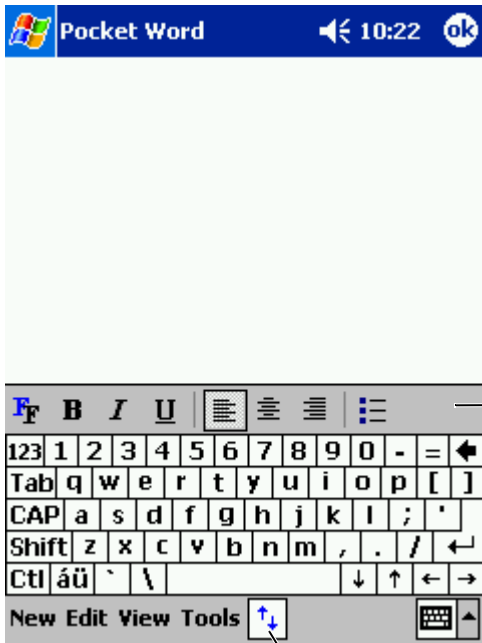 Pocket Word 10:22 ok
FF B I U
123 1 2 3 4 5 6 7 8 9 0 - =
Tab q w e r t y u i o p [ ]
CAP a s d f g h j k l ; '
Shift z x c v b n m , . /
Ctl áü ` \ ↓ ↑ ← →
New Edit View Tools